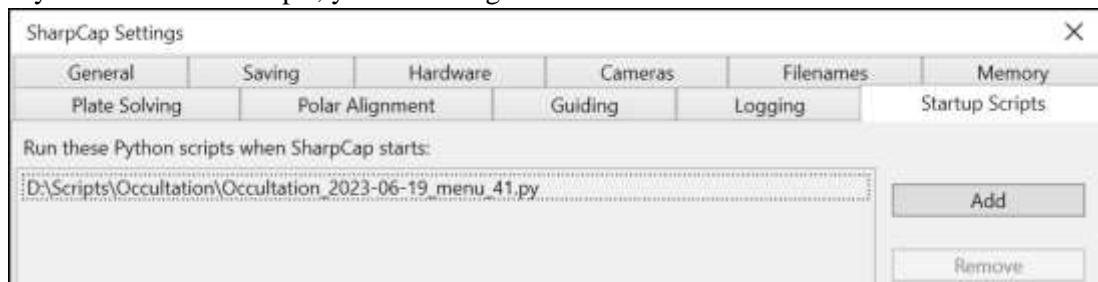 SharpCap Settings
General Saving Hardware Cameras Filenames Memory
Plate Solving Polar Alignment Guiding Logging Startup Scripts
Run these Python scripts when SharpCap starts:
D:\Scripts\Occultation\Occultation_2023-06-19_menu_41.py
Add
Remove